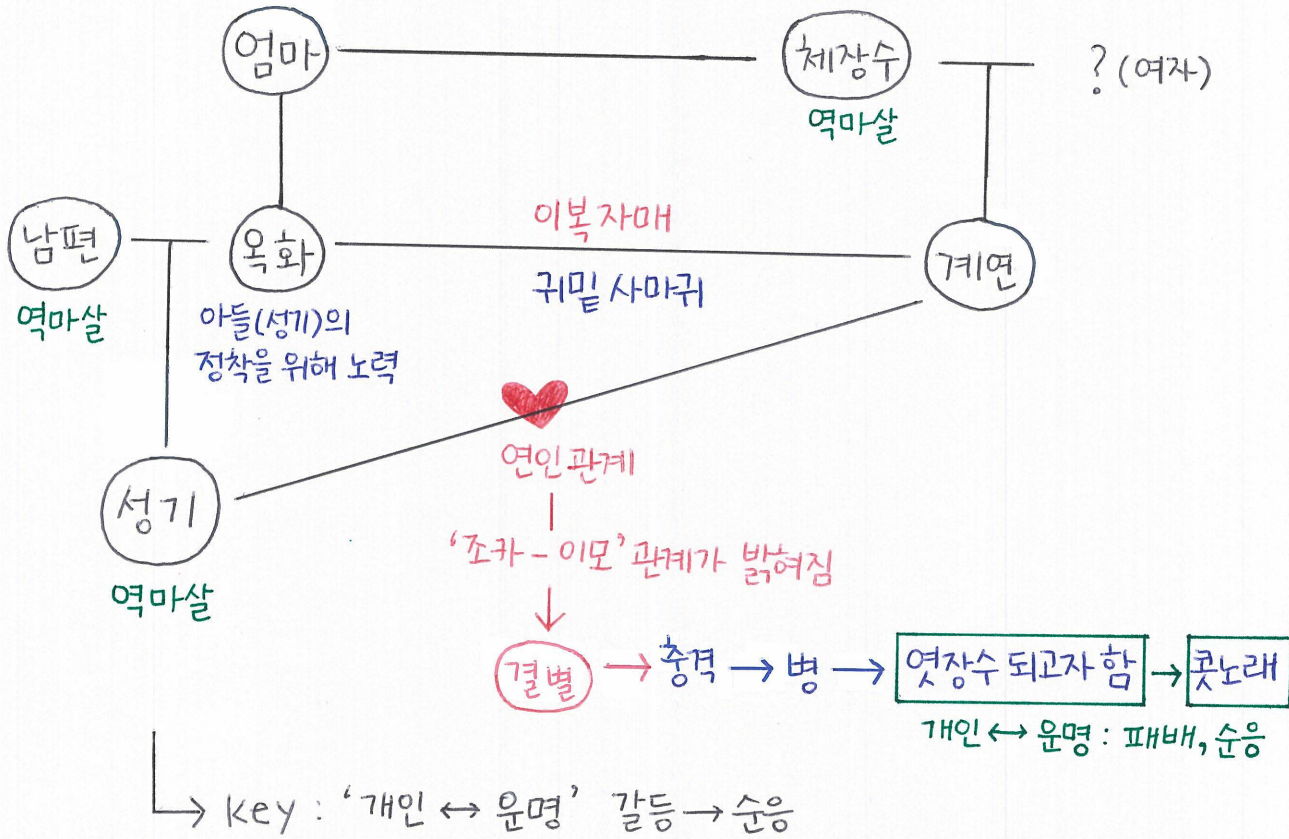 엄마
체장수
? (여자)
역마살
남편
옥화
이복자매
계연
귀밑 사마귀
역마살
아들(성기)의
정착을 위해 노력
연인관계
성기
'조카 - 이모' 관계가 밝혀짐
역마살
결별 → 충격 → 병 → 엿장수 되고자 함 → 콧노래
개인 ↔ 운명 : 패배, 순응
key : '개인 ↔ 운명' 갈등 → 순응